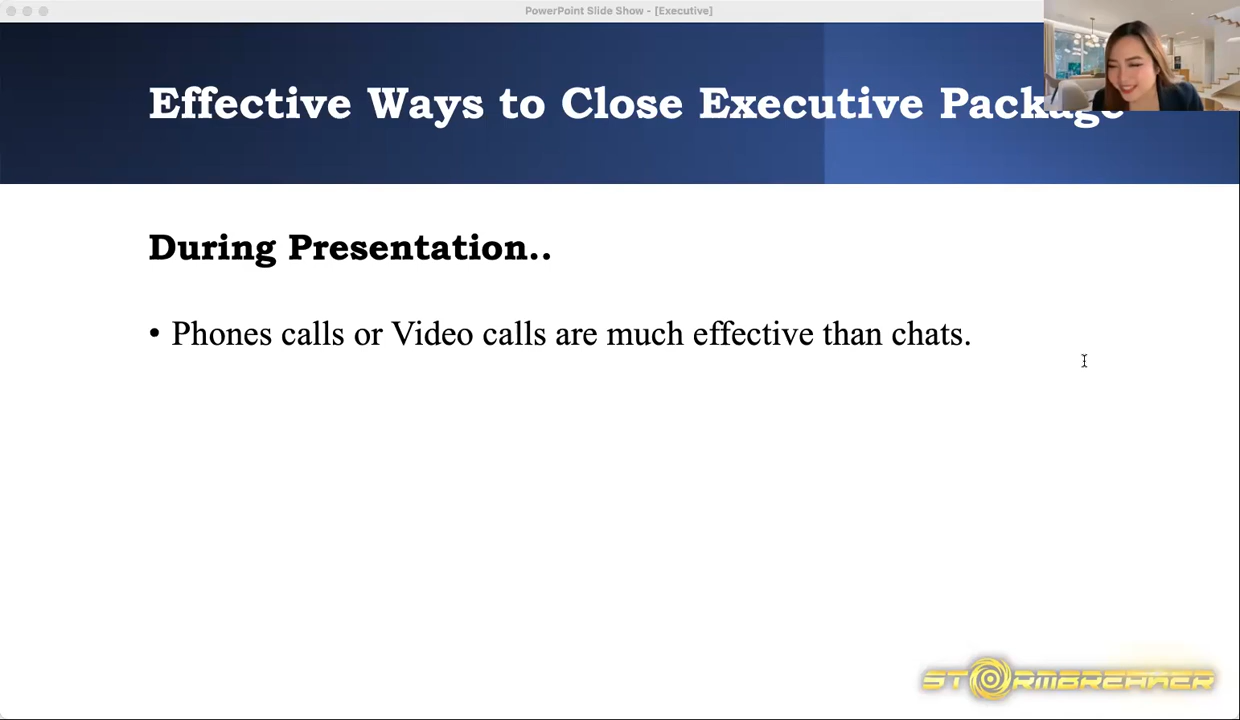 PowerPoint Slide Show - [Executive]
Effective Ways to Close Executive Package
During Presentation..
• Phones calls or Video calls are much effective than chats.
STORMBREAKER